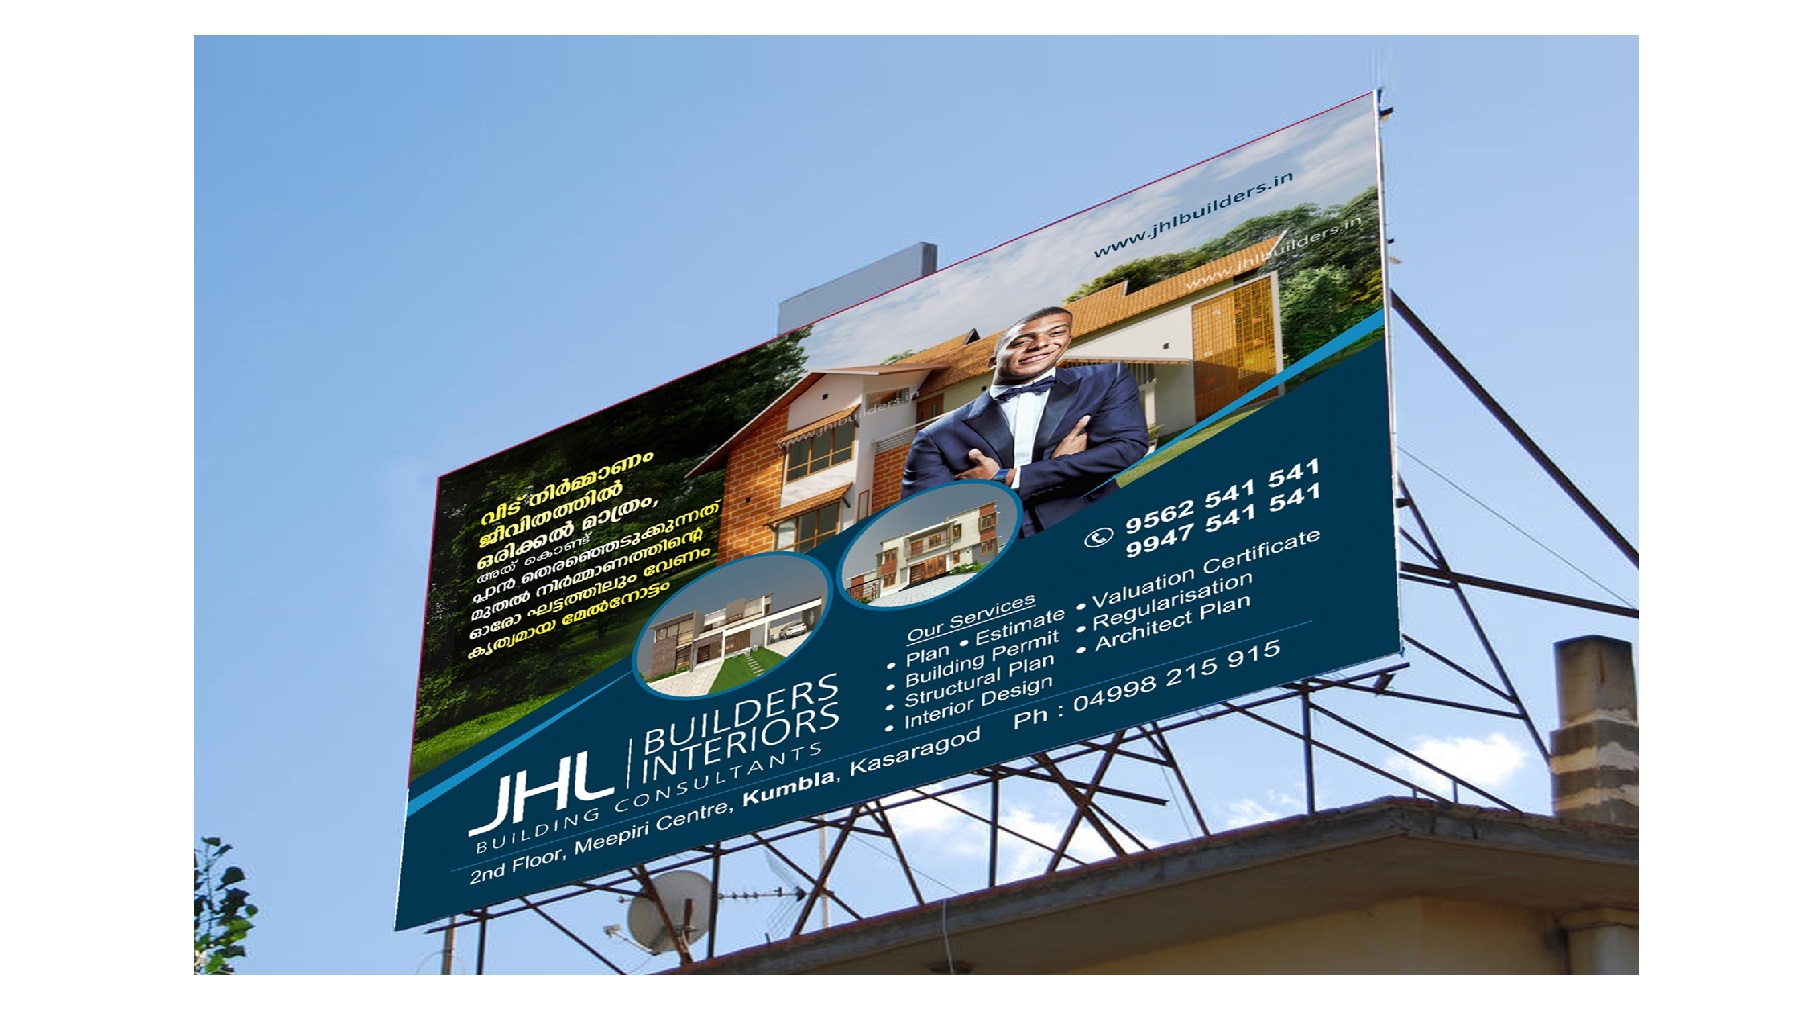 www.jhlbuilders.in
www.jhlbuilders.in
www.jhlbuilders.in
വീട് നിർമ്മാണം
ജീവിതത്തിൽ
ഒരിക്കൽ മാത്രം,
അത് കൊണ്ട്
പ്ലാൻ തെരഞ്ഞെടുക്കുന്നത്
മുതൽ നിർമ്മാണത്തിന്റെ
ഓരോ ഘട്ടത്തിലും വേണം
കൃത്യമായ മേൽനോട്ടം
9562 541 541
9947 541 541
Our Services
• Plan • Estimate
• Building Permit
• Structural Plan
• Interior Design
• Valuation Certificate
• Regularisation
• Architect Plan
JHL BUILDERS
INTERIORS
BUILDING CONSULTANTS
2nd Floor, Meepiri Centre, Kumbla, Kasaragod Ph : 04998 215 915